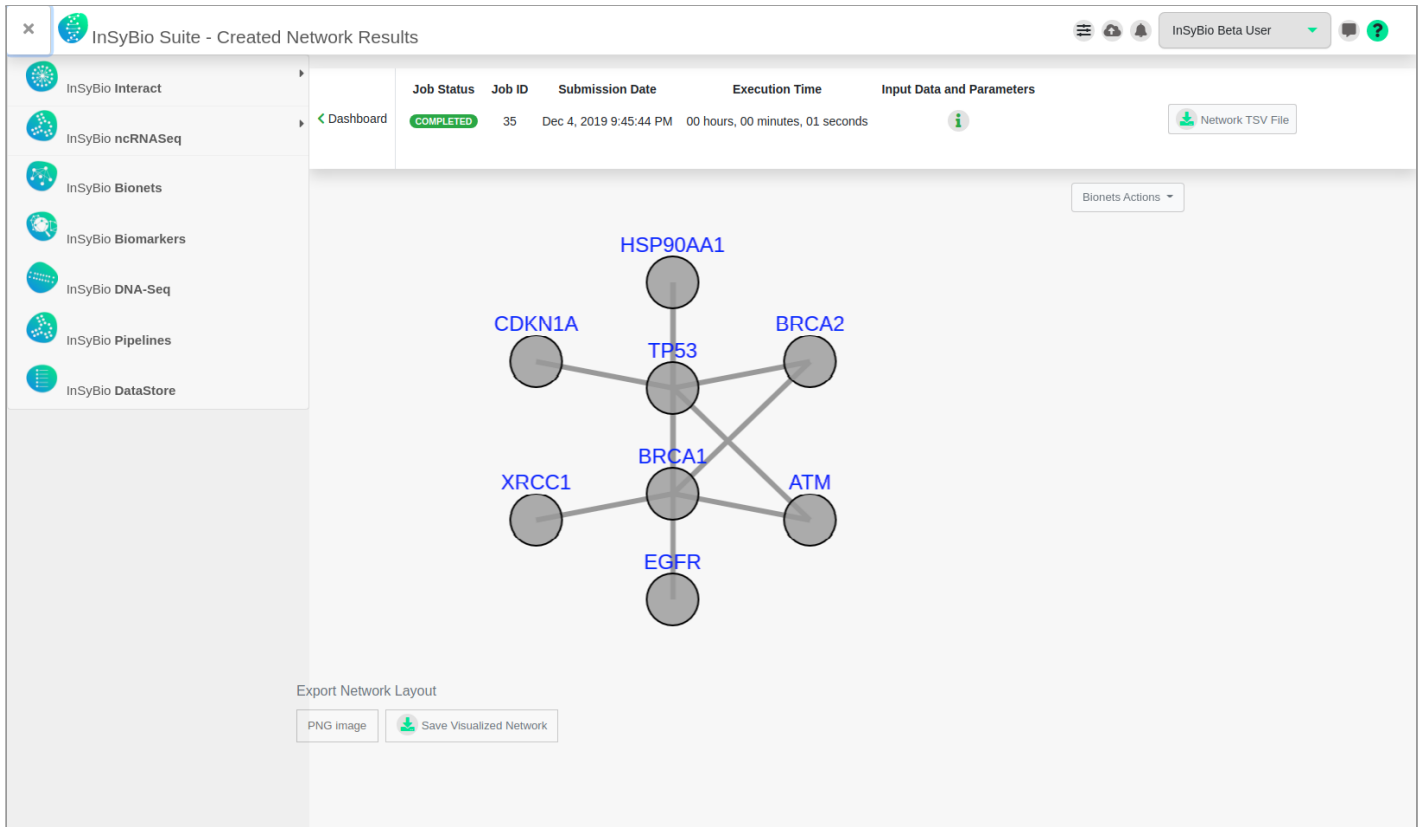 × InSyBio Suite - Created Network Results InSyBio Beta User ?
InSyBio Interact
InSyBio ncRNASeq
InSyBio Bionets
InSyBio Biomarkers
InSyBio DNA-Seq
InSyBio Pipelines
InSyBio DataStore
Dashboard
Job Status Job ID Submission Date Execution Time Input Data and Parameters
COMPLETED 35 Dec 4, 2019 9:45:44 PM 00 hours, 00 minutes, 01 seconds i
Network TSV File
Bionets Actions
HSP90AA1
CDKN1A
BRCA2
TP53
BRCA1
XRCC1
ATM
EGFR
Export Network Layout
PNG image Save Visualized Network